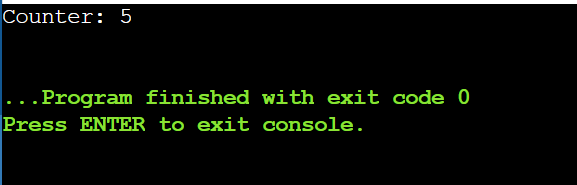 Counter: 5
...Program finished with exit code 0
Press ENTER to exit console.